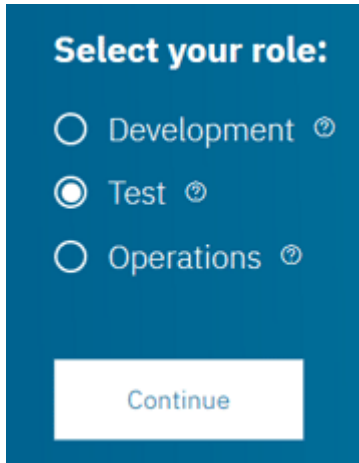 Select your role:
Development
Test
Operations
Continue